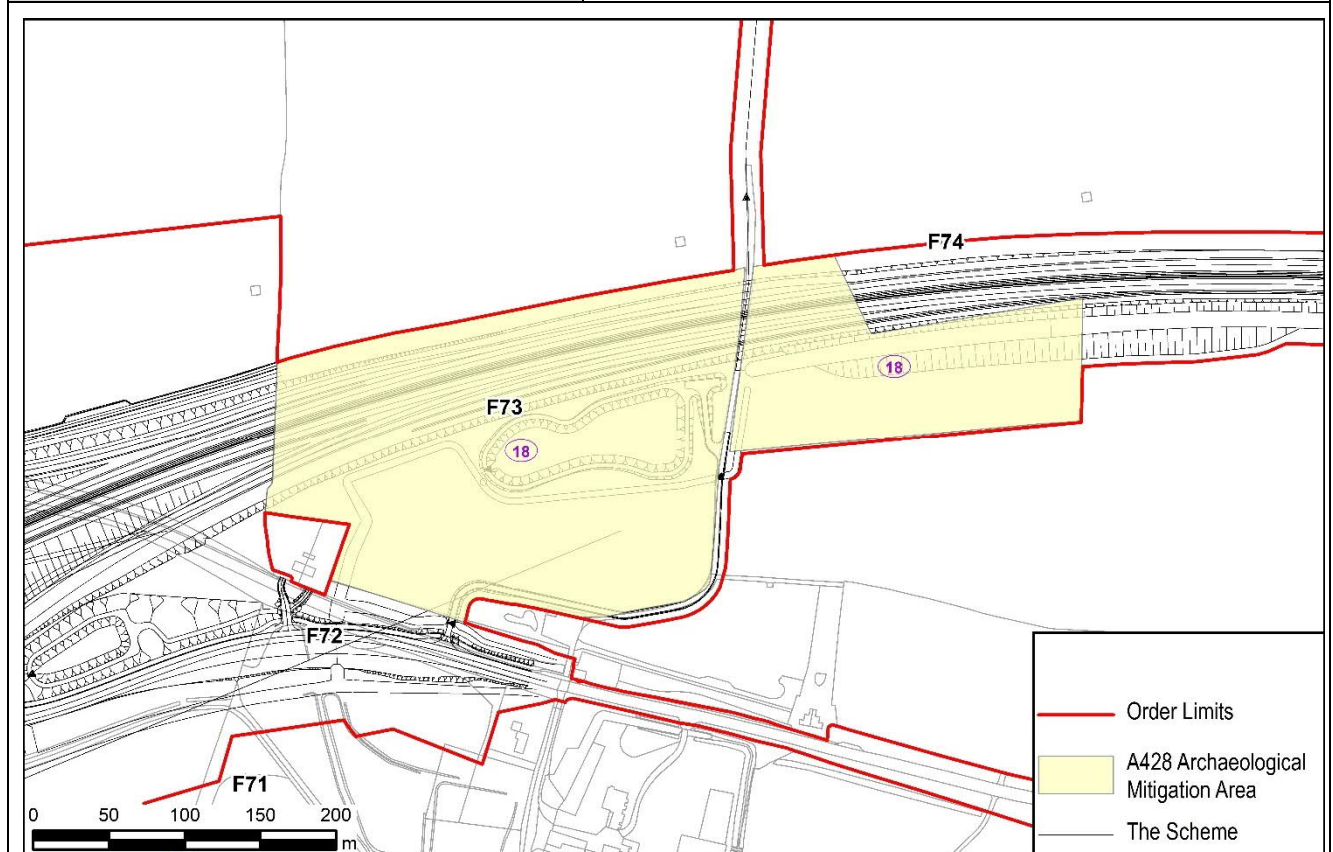 F74
18
F73
18
F72
F71
0 50 100 150 200
m
Order Limits
A428 Archaeological
Mitigation Area
The Scheme